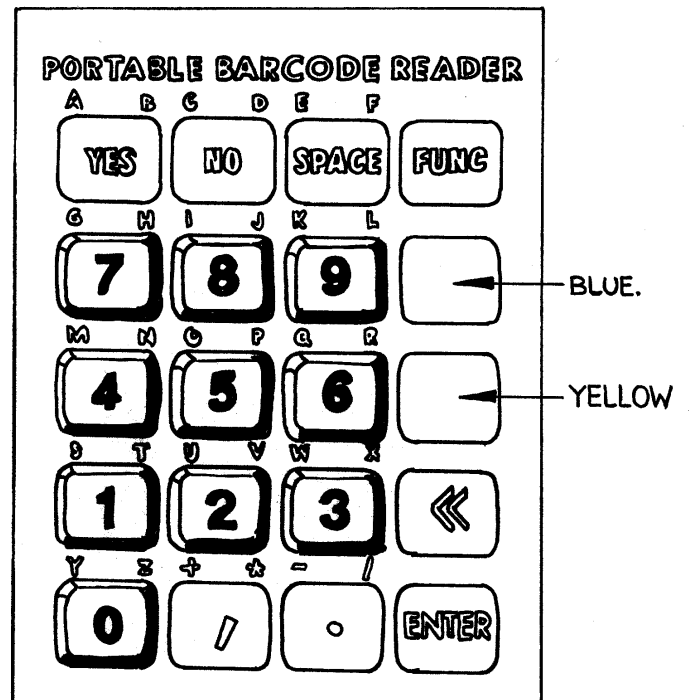 PORTABLE BARCODE READER
A B C D E F
YES NO SPACE FUNC
G H I J K L
7 8 9
BLUE.
M N O P Q R
4 5 6
YELLOW
S T U V W X
1 2 3 «
Y Z + * - /
0 / . ENTER